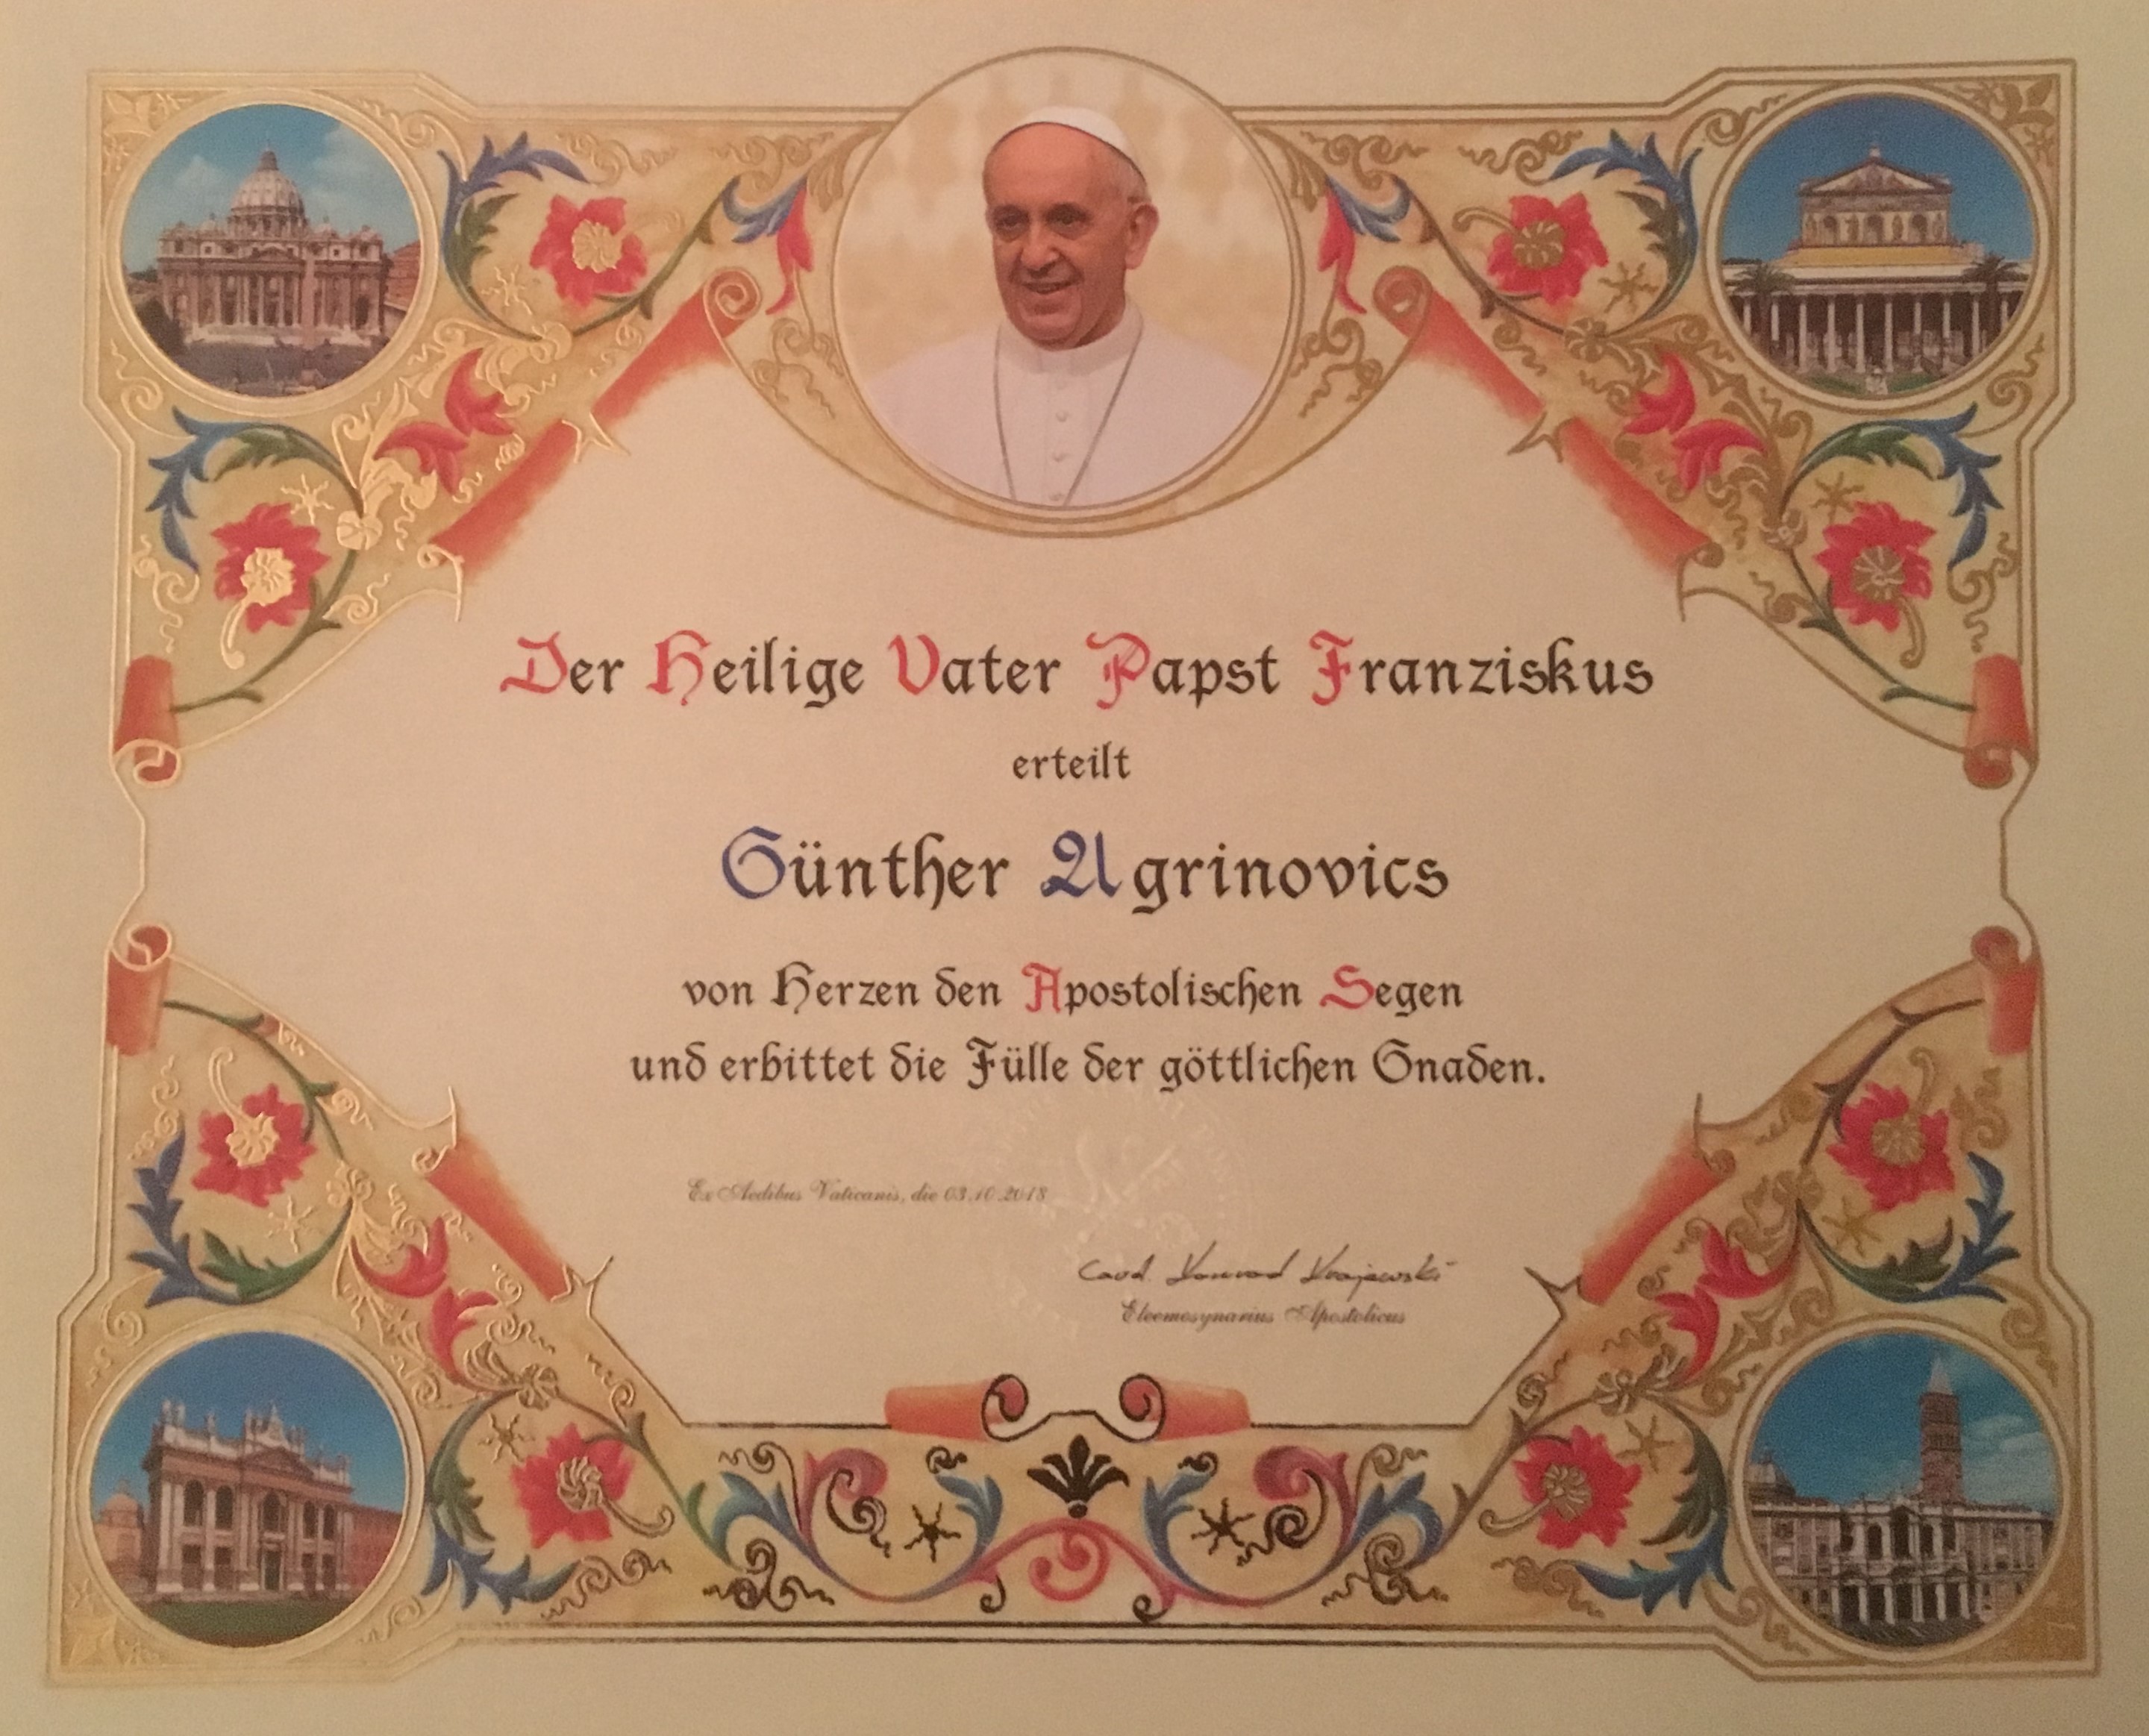 Der Heilige Vater Papst Franziskus
erteilt
Günther Agrinovics
von Herzen den Apostolischen Segen
und erbittet die Fülle der göttlichen Gnaden.
Ex Aedibus Vaticanis, die 03.10.2018
Card. Konrad Krajewski
Eleemosynarius Apostolicus